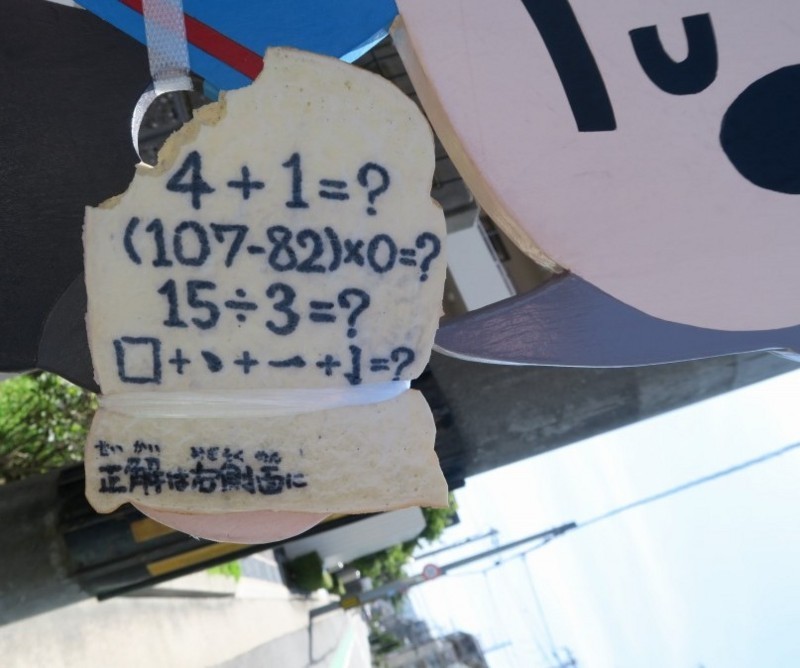 4+1=?
(107-82)×0=?
15÷3=?
□+丶+一+亅=?
せい かい みぎそく めん
正解は右側面に